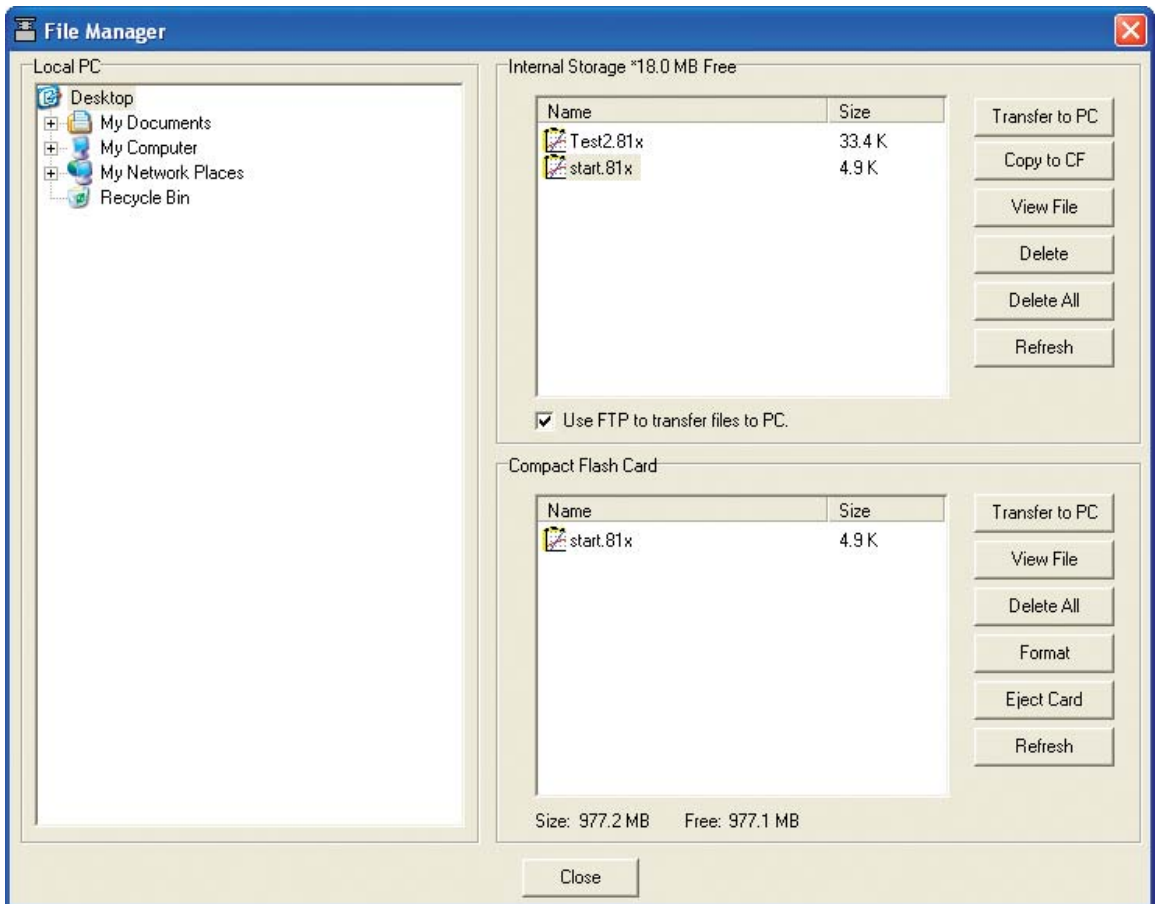 File Manager
Local PC
Desktop
My Documents
My Computer
My Network Places
Recycle Bin
Internal Storage *18.0 MB Free
Name Size
Test2.81x 33.4 K
start.81x 4.9 K
Transfer to PC
Copy to CF
View File
Delete
Delete All
Refresh
Use FTP to transfer files to PC.
Compact Flash Card
Name Size
start.81x 4.9 K
Transfer to PC
View File
Delete All
Format
Eject Card
Refresh
Size: 977.2 MB Free: 977.1 MB
Close